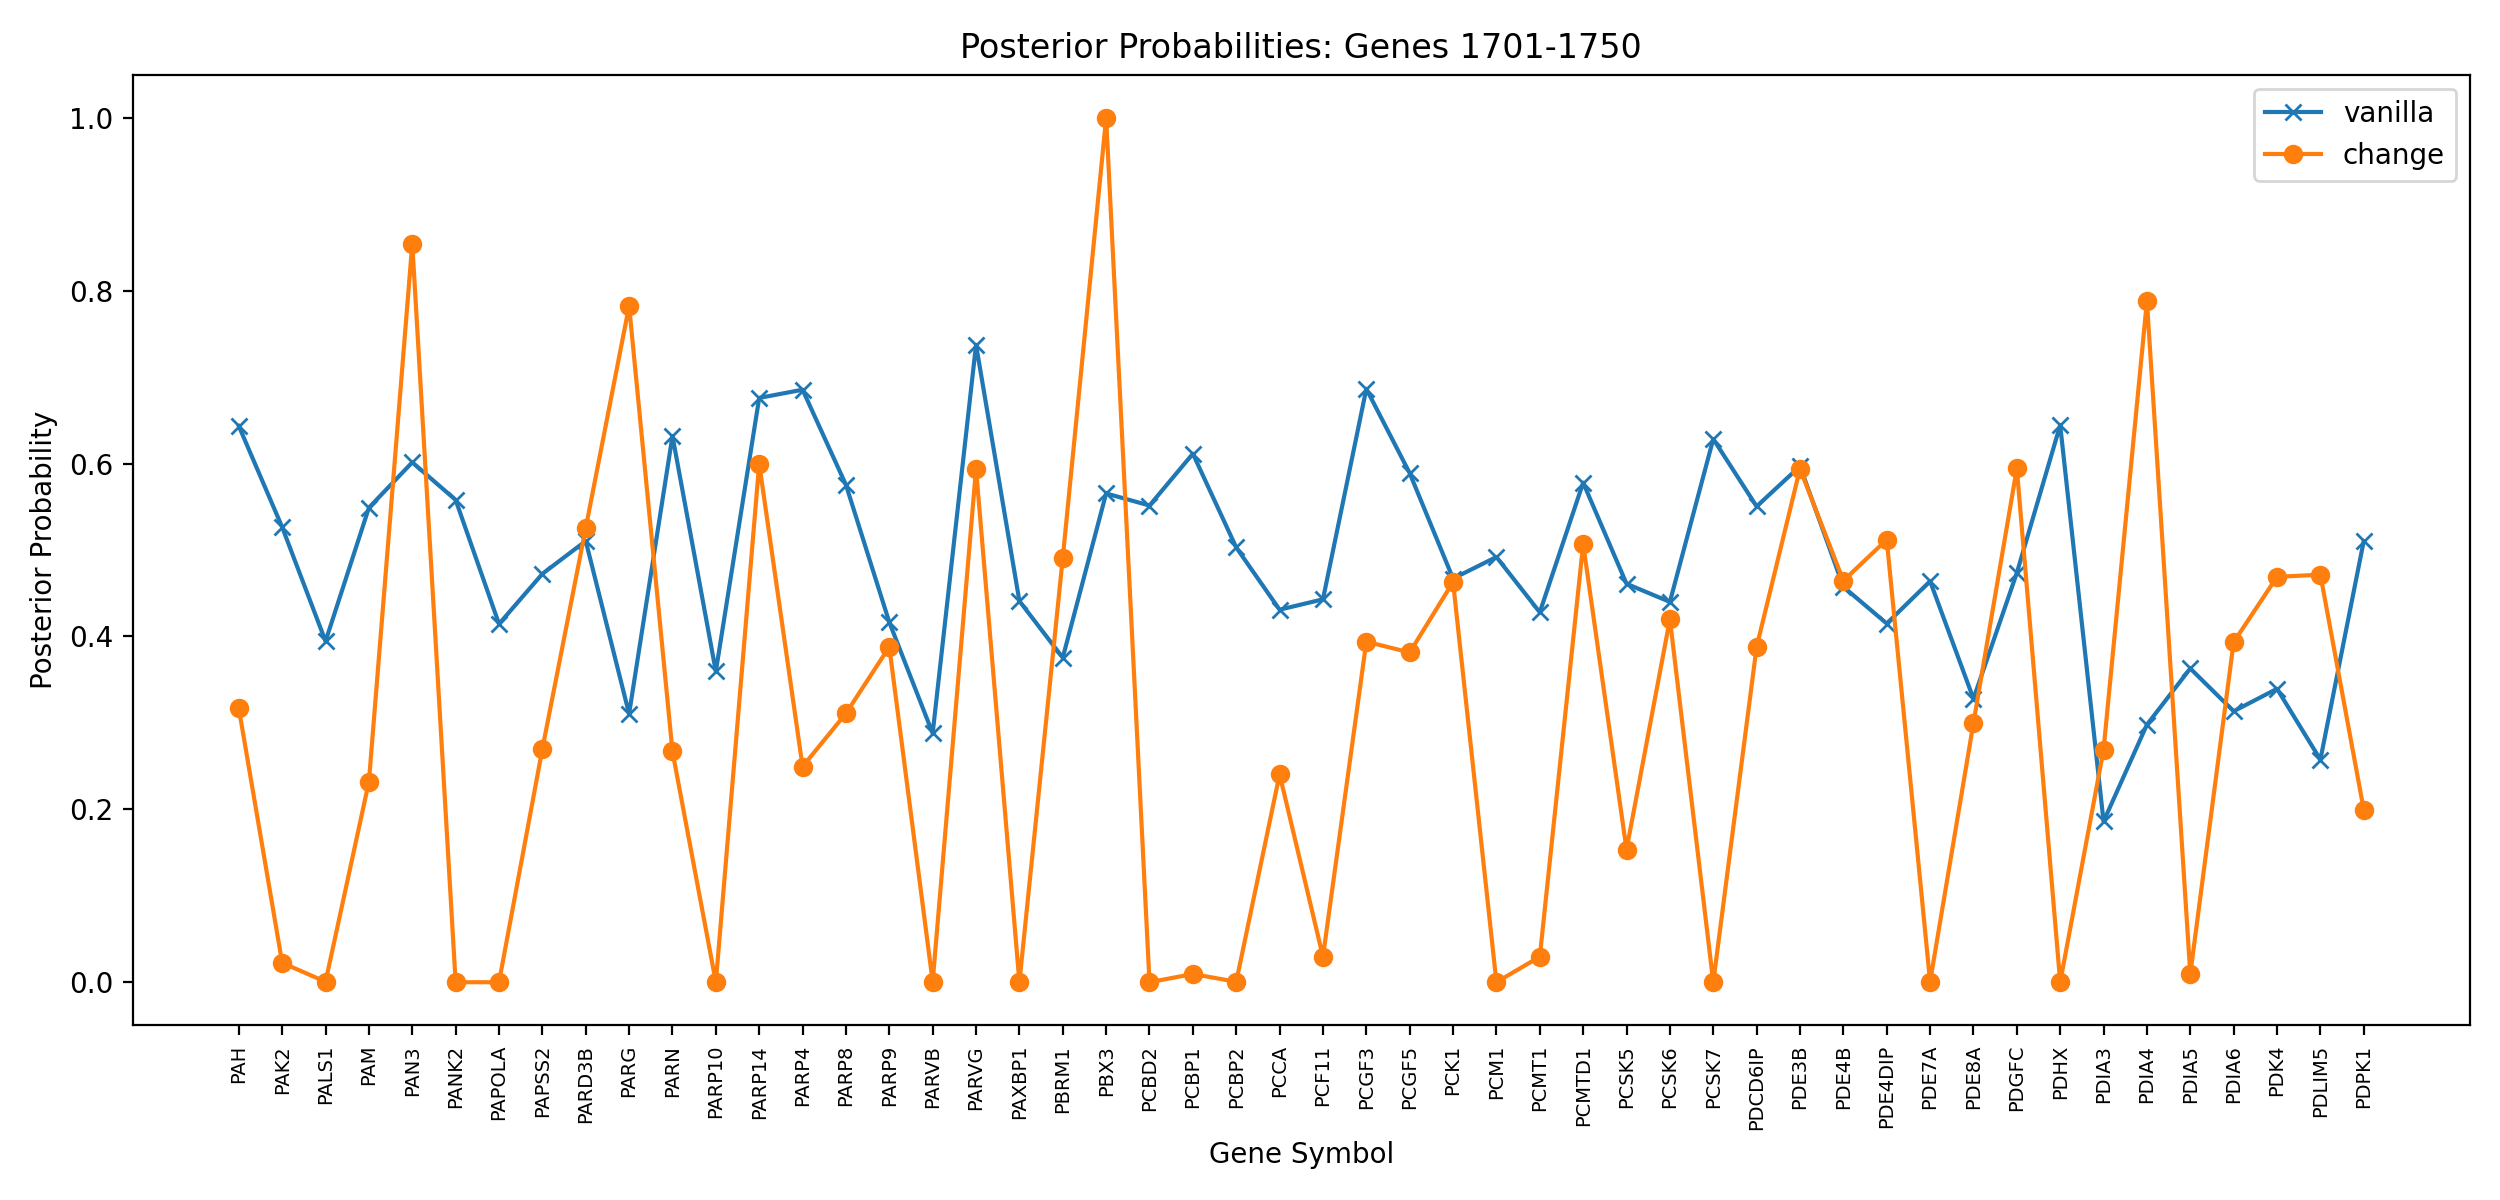 Posterior Probabilities: Genes 1701-1750
vanilla
change
Posterior Probability
1.0
0.8
0.6
0.4
0.2
0.0
PAH
PAK2
PALS1
PAM
PAN3
PANK2
PAPOLA
PAPSS2
PARD3B
PARG
PARN
PARP10
PARP14
PARP4
PARP8
PARP9
PARVB
PARVG
PAXBP1
PBRM1
PBX3
PCBD2
PCBP1
PCBP2
PCCA
PCF11
PCGF3
PCGF5
PCK1
PCM1
PCMT1
PCMTD1
PCSK5
PCSK6
PCSK7
PDCD6IP
PDE3B
PDE4B
PDE4DIP
PDE7A
PDE8A
PDGFC
PDHX
PDIA3
PDIA4
PDIA5
PDIA6
PDK4
PDLIM5
PDPK1
Gene Symbol